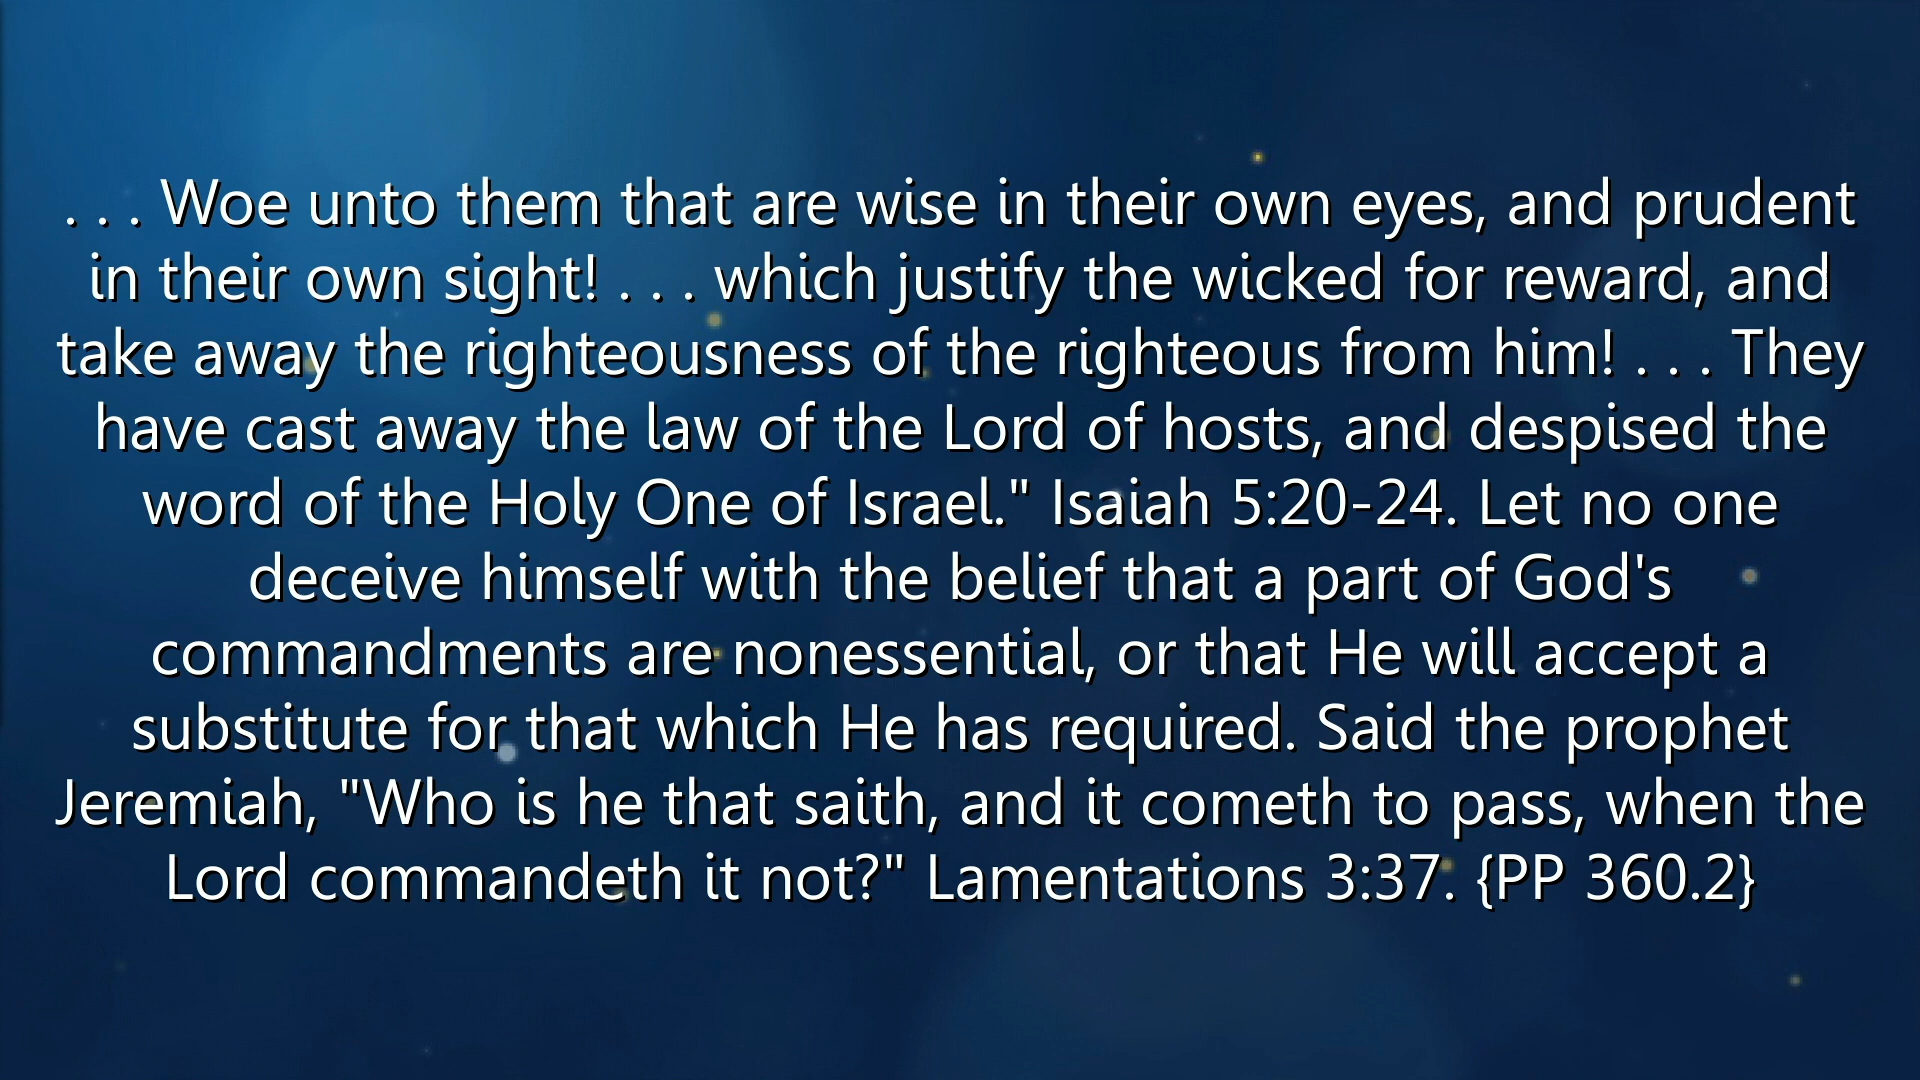 . . . Woe unto them that are wise in their own eyes, and prudent
in their own sight! . . . which justify the wicked for reward, and
take away the righteousness of the righteous from him! . . . They
have cast away the law of the Lord of hosts, and despised the
word of the Holy One of Israel." Isaiah 5:20-24. Let no one
deceive himself with the belief that a part of God's
commandments are nonessential, or that He will accept a
substitute for that which He has required. Said the prophet
Jeremiah, "Who is he that saith, and it cometh to pass, when the
Lord commandeth it not?" Lamentations 3:37. {PP 360.2}